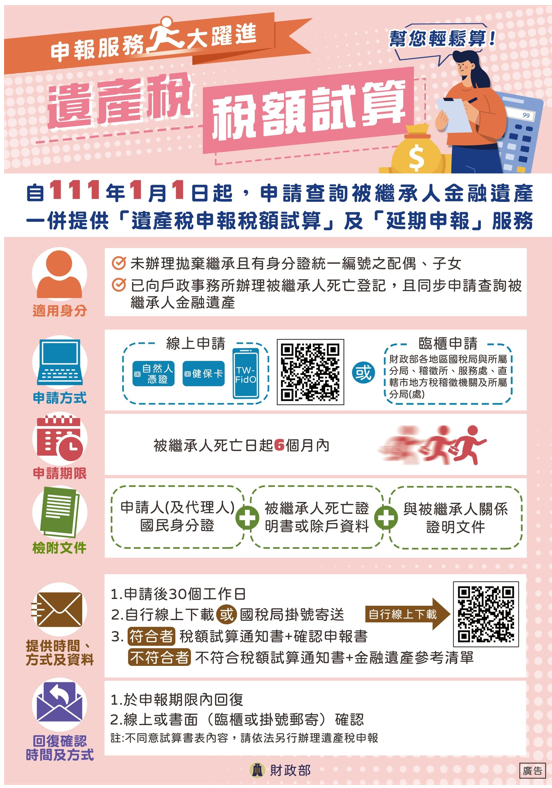 申報服務大躍進
幫您輕鬆算!
遺產稅
稅額試算
99
$
自111年1月1日起，申請查詢被繼承人金融遺產
一併提供「遺產稅申報稅額試算」及「延期申報」服務
適用身分
未辦理拋棄繼承且有身分證統一編號之配偶、子女
已向戶政事務所辦理被繼承人死亡登記，且同步申請查詢被
繼承人金融遺產
申請方式
線上申請
自然人
憑證
健保卡
TW-
FidO
或
臨櫃申請
財政部各地區國稅局與所屬
分局、稽徵所、服務處、直
轄市地方稅稽徵機關及所屬
分局(處)
申請期限
被繼承人死亡日起6個月內
檢附文件
申請人(及代理人)
國民身分證
被繼承人死亡證
明書或除戶資料
與被繼承人關係
證明文件
提供時間、
方式及資料
1.申請後30個工作日
2.自行線上下載 或 國稅局掛號寄送
3. 符合者 稅額試算通知書+確認申報書
不符合者 不符合稅額試算通知書+金融遺產參考清單
自行線上下載
回復確認
時間及方式
1.於申報期限內回復
2.線上或書面（臨櫃或掛號郵寄）確認
註:不同意試算書表內容，請依法另行辦理遺產稅申報
財政部
廣告